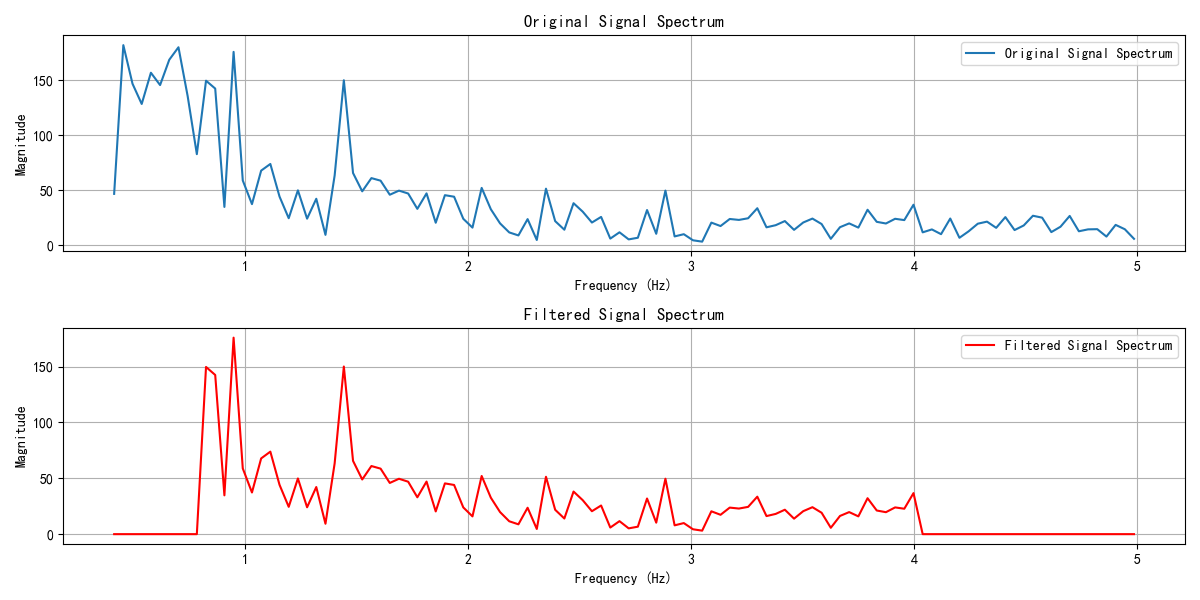 Original Signal Spectrum
Original Signal Spectrum
Magnitude
150
100
50
0
1 2 3 4 5
Frequency (Hz)
Filtered Signal Spectrum
Filtered Signal Spectrum
Magnitude
150
100
50
0
1 2 3 4 5
Frequency (Hz)